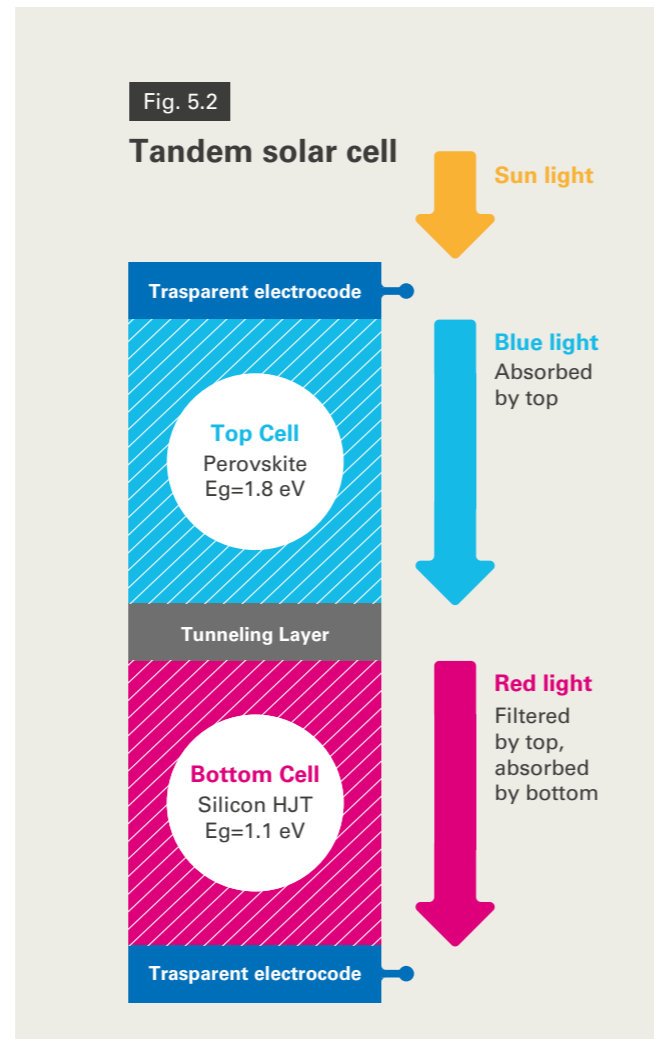 Fig. 5.2
Tandem solar cell
Sun light
Trasparent electrocode
Blue light
Absorbed
by top
Top Cell
Perovskite
Eg=1.8 eV
Tunneling Layer
Red light
Filtered
by top,
absorbed
by bottom
Bottom Cell
Silicon HJT
Eg=1.1 eV
Trasparent electrocode